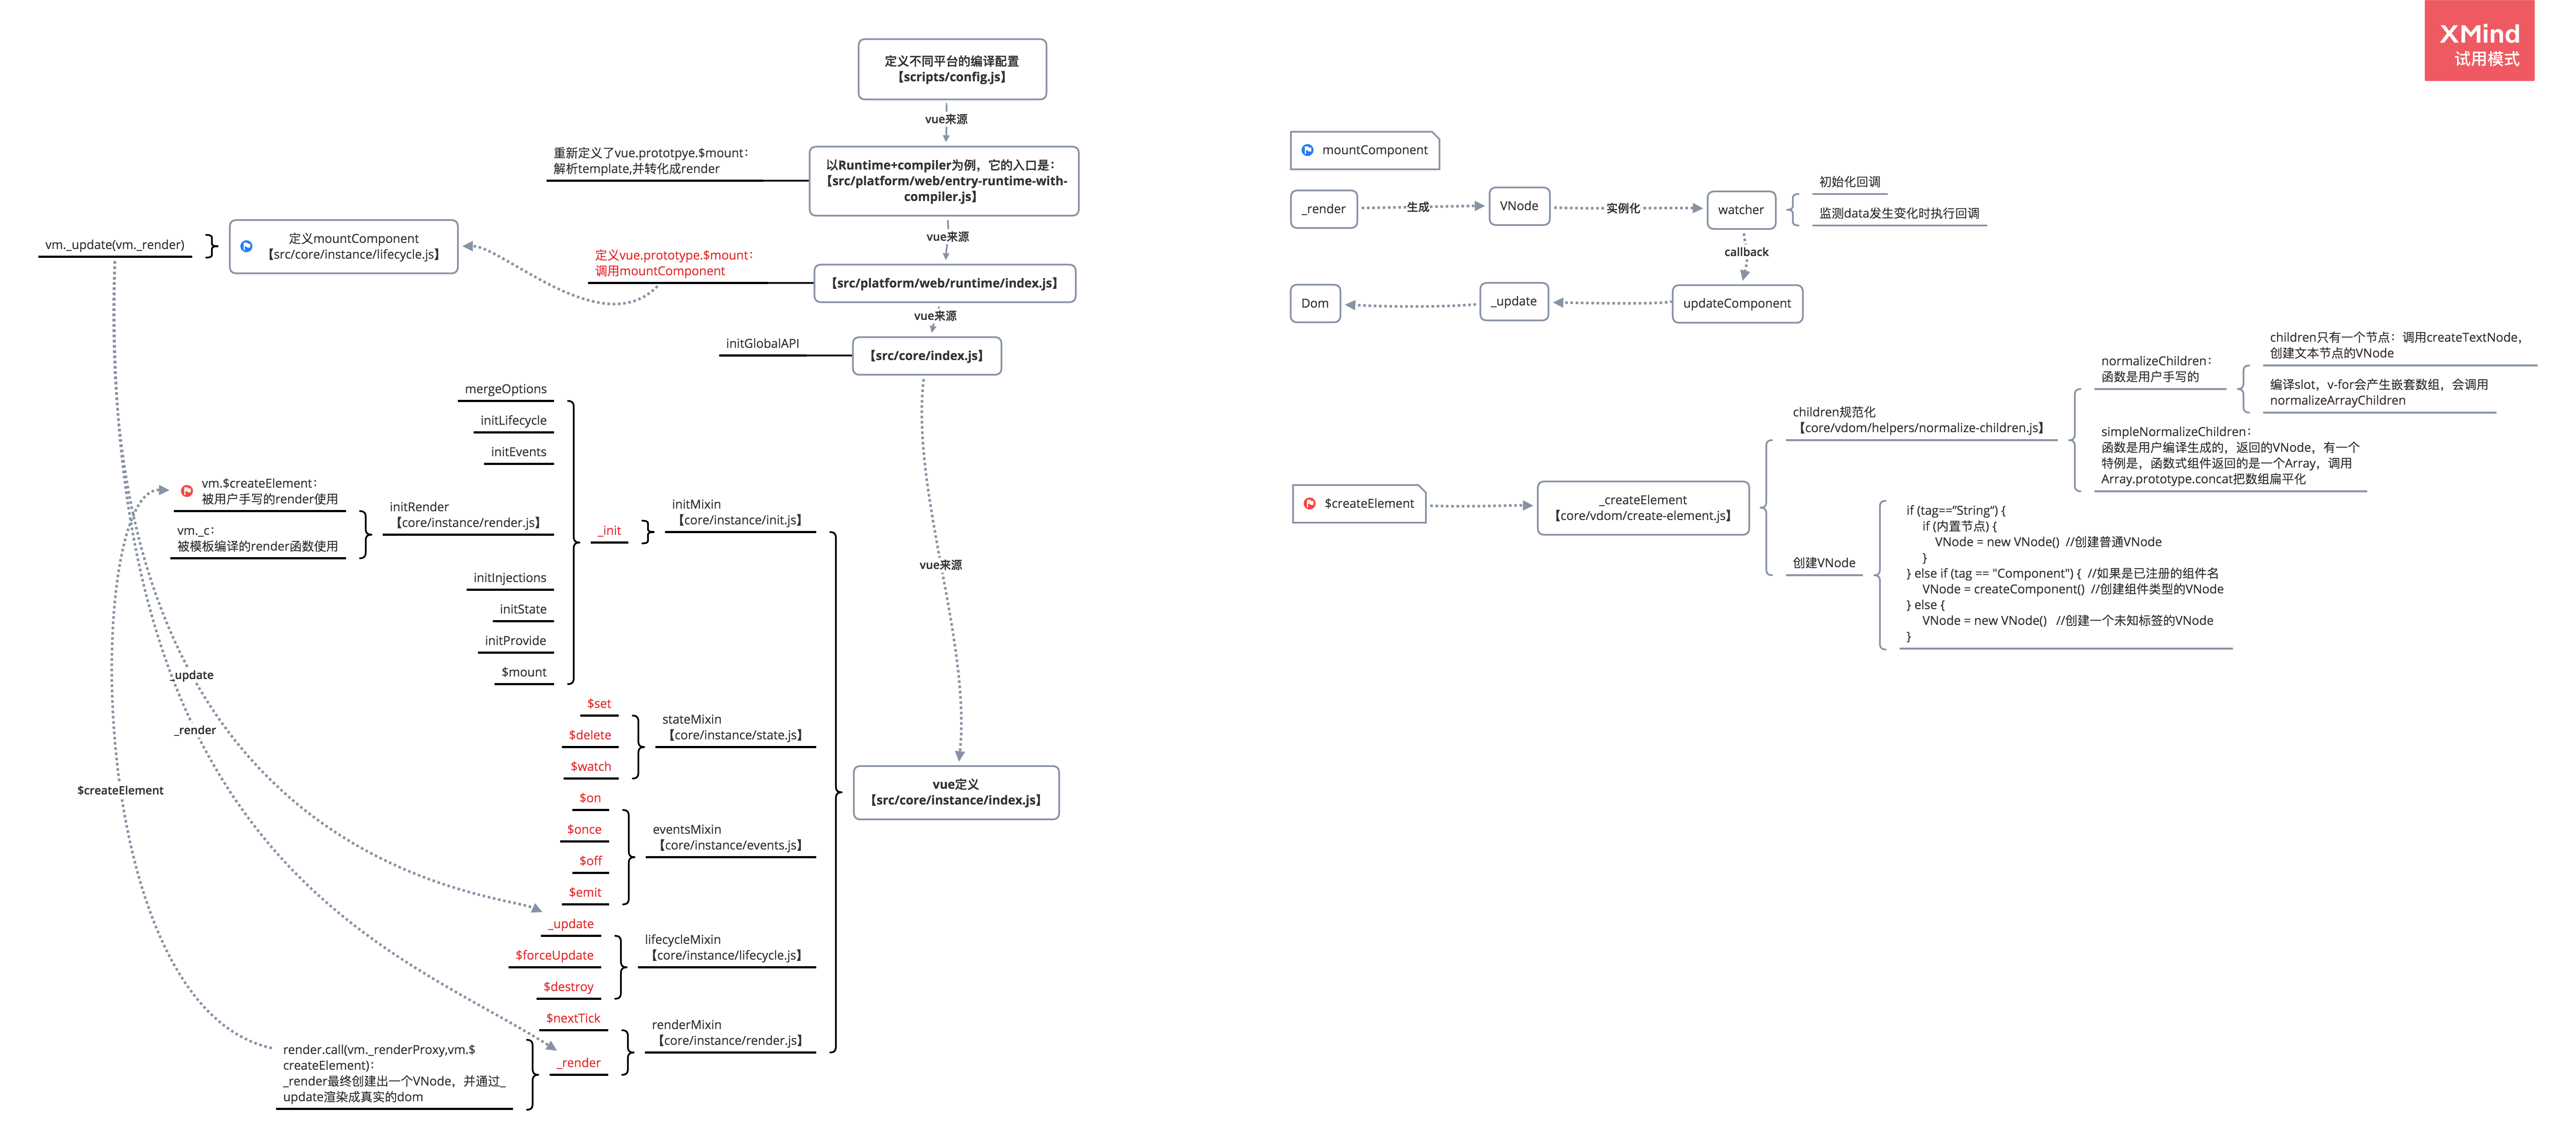 XMind
试用模式
定义不同平台的编译配置
【scripts/config.js】
vue来源
重新定义了vue.prototpye.$mount：
解析template,并转化成render
以Runtime+compiler为例，它的入口是：
【src/platform/web/entry-runtime-with-
compiler.js】
vue来源
vm._update(vm._render)
定义mountComponent
【src/core/instance/lifecycle.js】
定义vue.prototype.$mount：
调用mountComponent
【src/platform/web/runtime/index.js】
vue来源
initGlobalAPI
【src/core/index.js】
mergeOptions
initLifecycle
initEvents
vm.$createElement：
被用户手写的render使用
vm._c：
被模板编译的render函数使用
initRender
【core/instance/render.js】
_init
initMixin
【core/instance/init.js】
initInjections
initState
initProvide
$mount
vue来源
_update
_render
$createElement
$set
$delete
$watch
stateMixin
【core/instance/state.js】
vue定义
【src/core/instance/index.js】
$on
$once
$off
$emit
eventsMixin
【core/instance/events.js】
_update
$forceUpdate
$destroy
lifecycleMixin
【core/instance/lifecycle.js】
$nextTick
_render
renderMixin
【core/instance/render.js】
render.call(vm._renderProxy,vm.$
createElement)：
_render最终创建出一个VNode，并通过_
update渲染成真实的dom
mountComponent
_render
生成
VNode
实例化
watcher
初始化回调
监测data发生变化时执行回调
callback
Dom
_update
updateComponent
$createElement
_createElement
【core/vdom/create-element.js】
children规范化
【core/vdom/helpers/normalize-children.js】
normalizeChildren：
函数是用户手写的
children只有一个节点：调用createTextNode，
创建文本节点的VNode
编译slot，v-for会产生嵌套数组，会调用
normalizeArrayChildren
simpleNormalizeChildren：
函数是用户编译生成的，返回的VNode，有一个
特例是，函数式组件返回的是一个Array，调用
Array.prototype.concat把数组扁平化
创建VNode
if (tag==”String“) {
if (内置节点) {
VNode = new VNode() //创建普通VNode
}
} else if (tag == "Component") { //如果是已注册的组件名
VNode = createComponent() //创建组件类型的VNode
} else {
VNode = new VNode() //创建一个未知标签的VNode
}